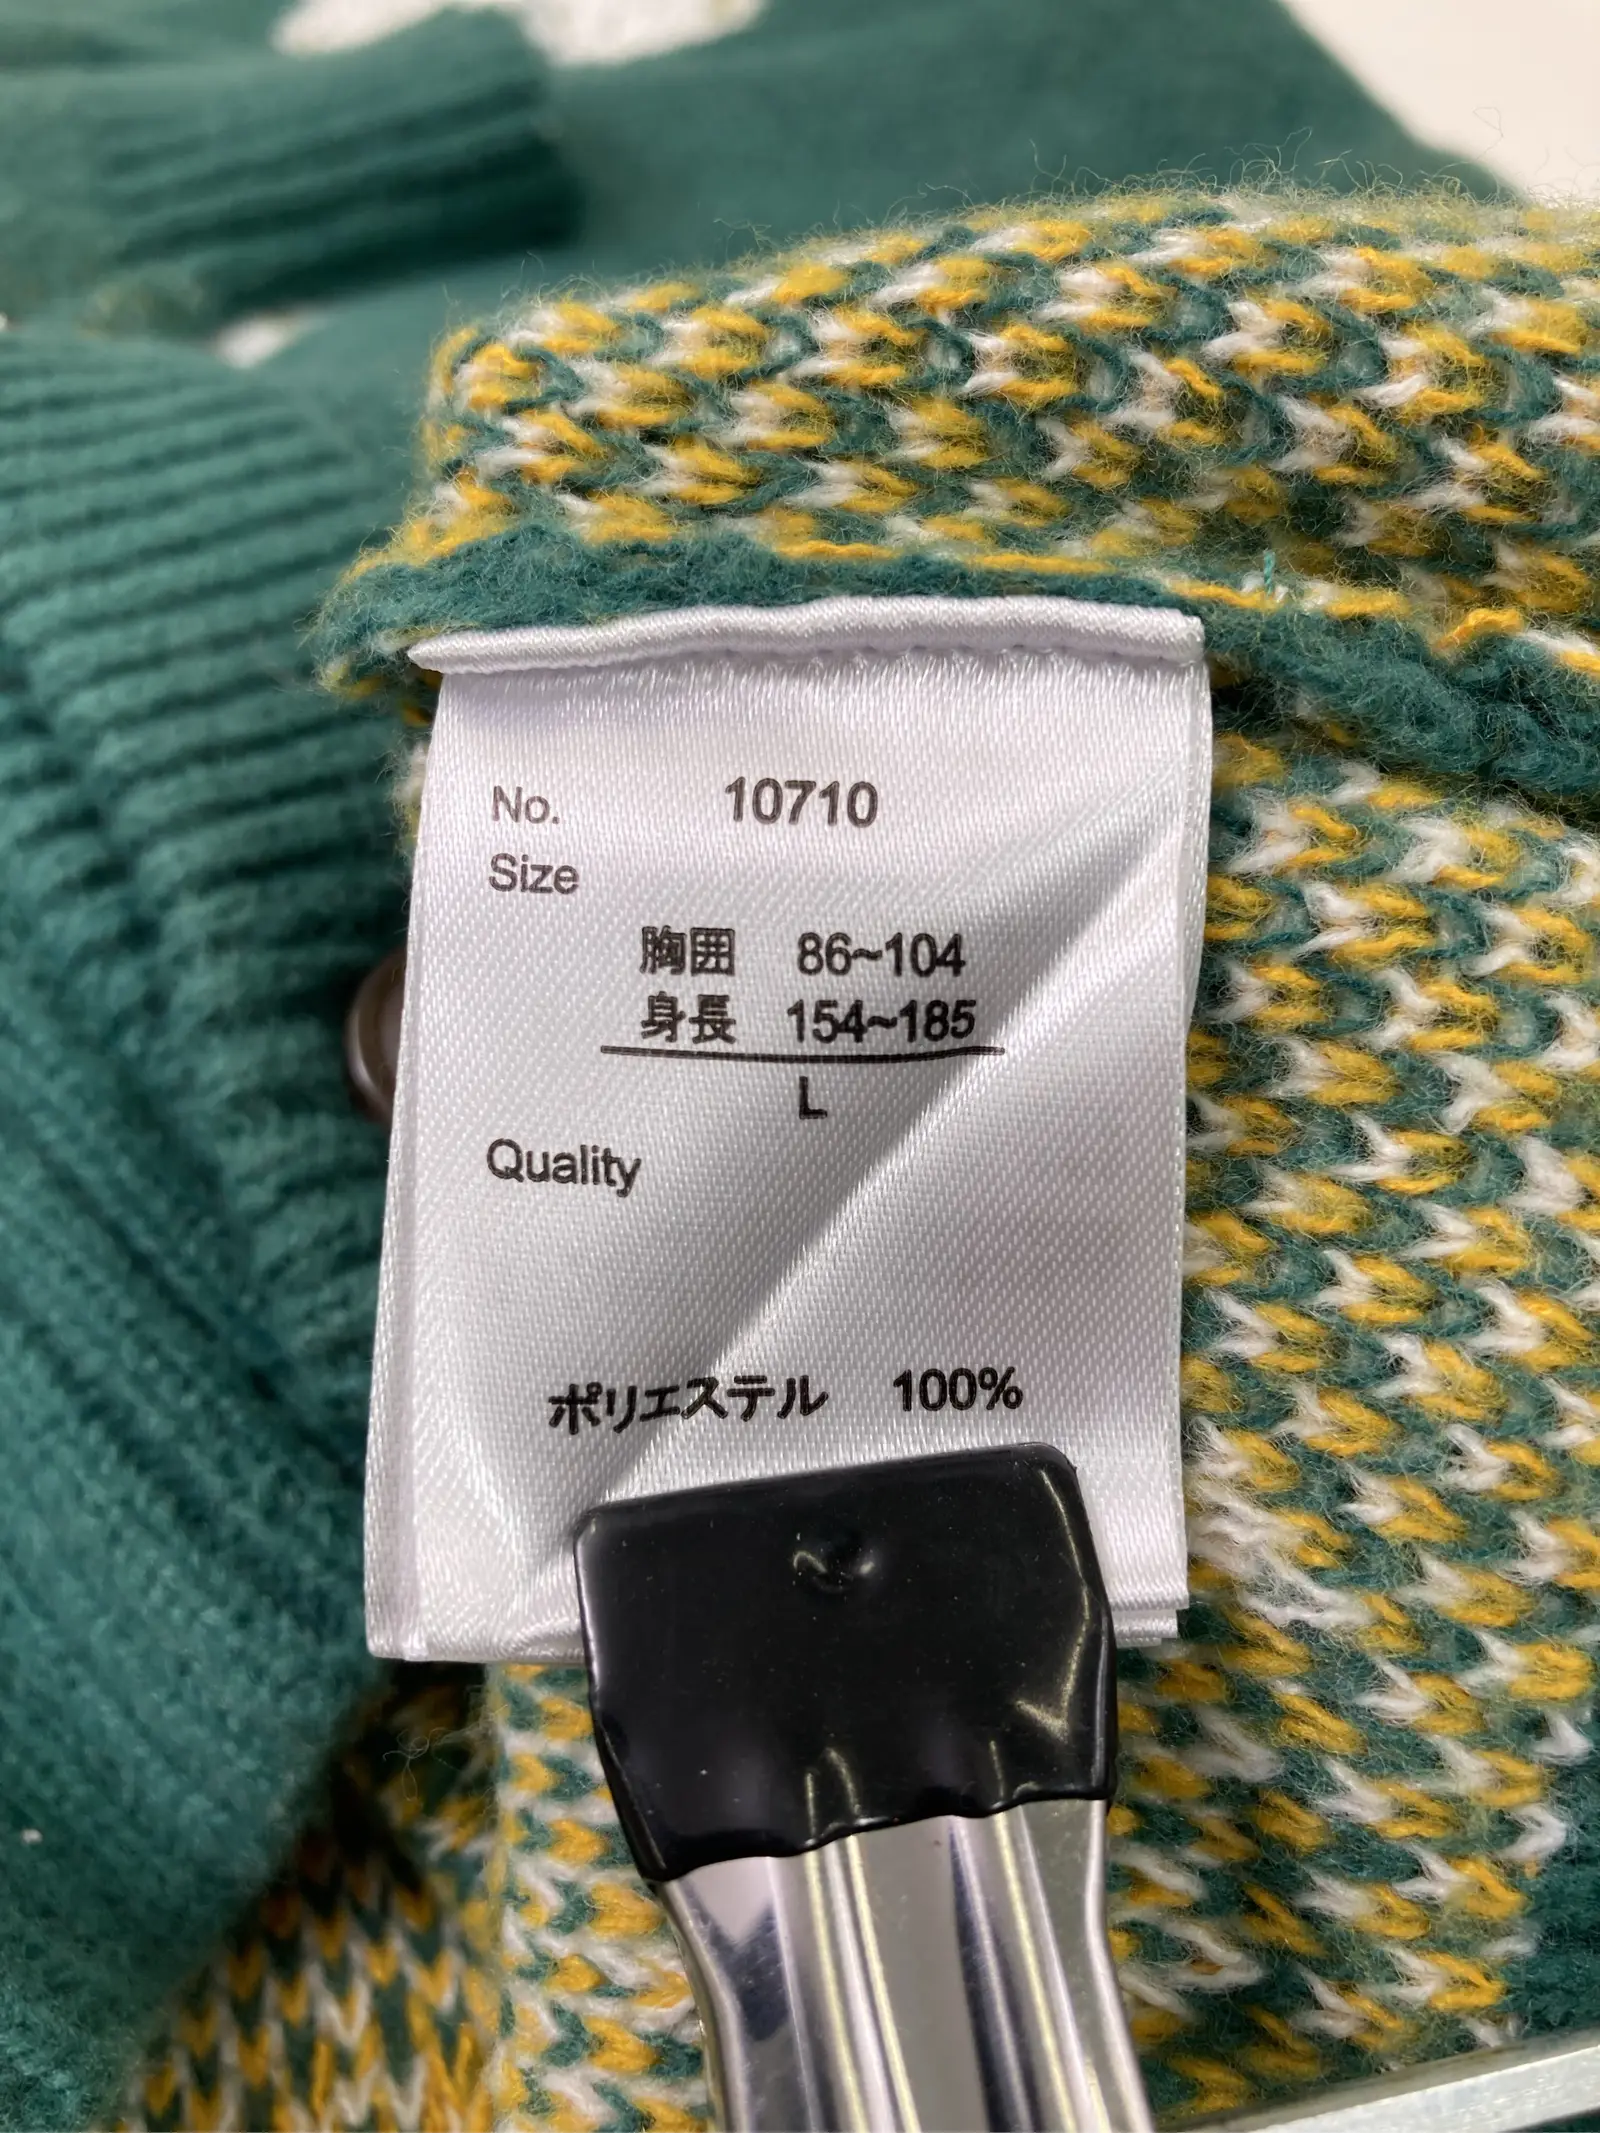 No. 10710
Size
胸囲 86~104
身長 154~185
L
Quality
ポリエステル 100%